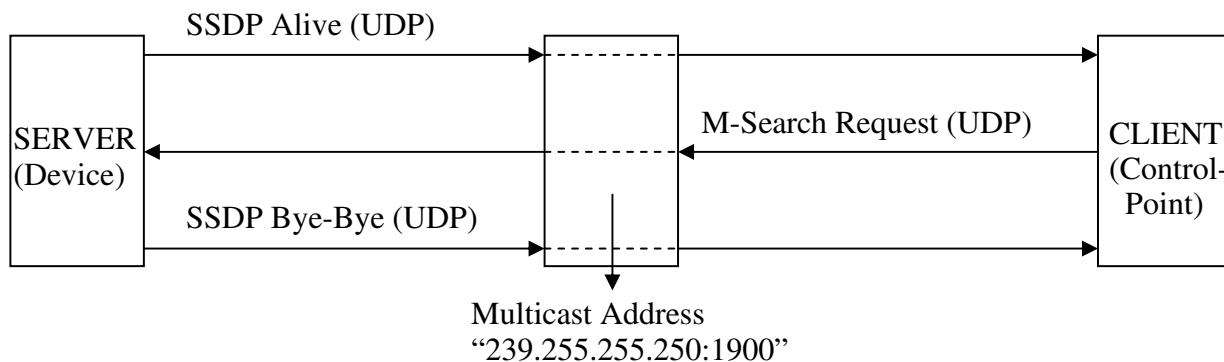 SSDP Alive (UDP)
M-Search Request (UDP)
SERVER
(Device)
CLIENT
(Control-
Point)
SSDP Bye-Bye (UDP)
Multicast Address
“239.255.255.250:1900”